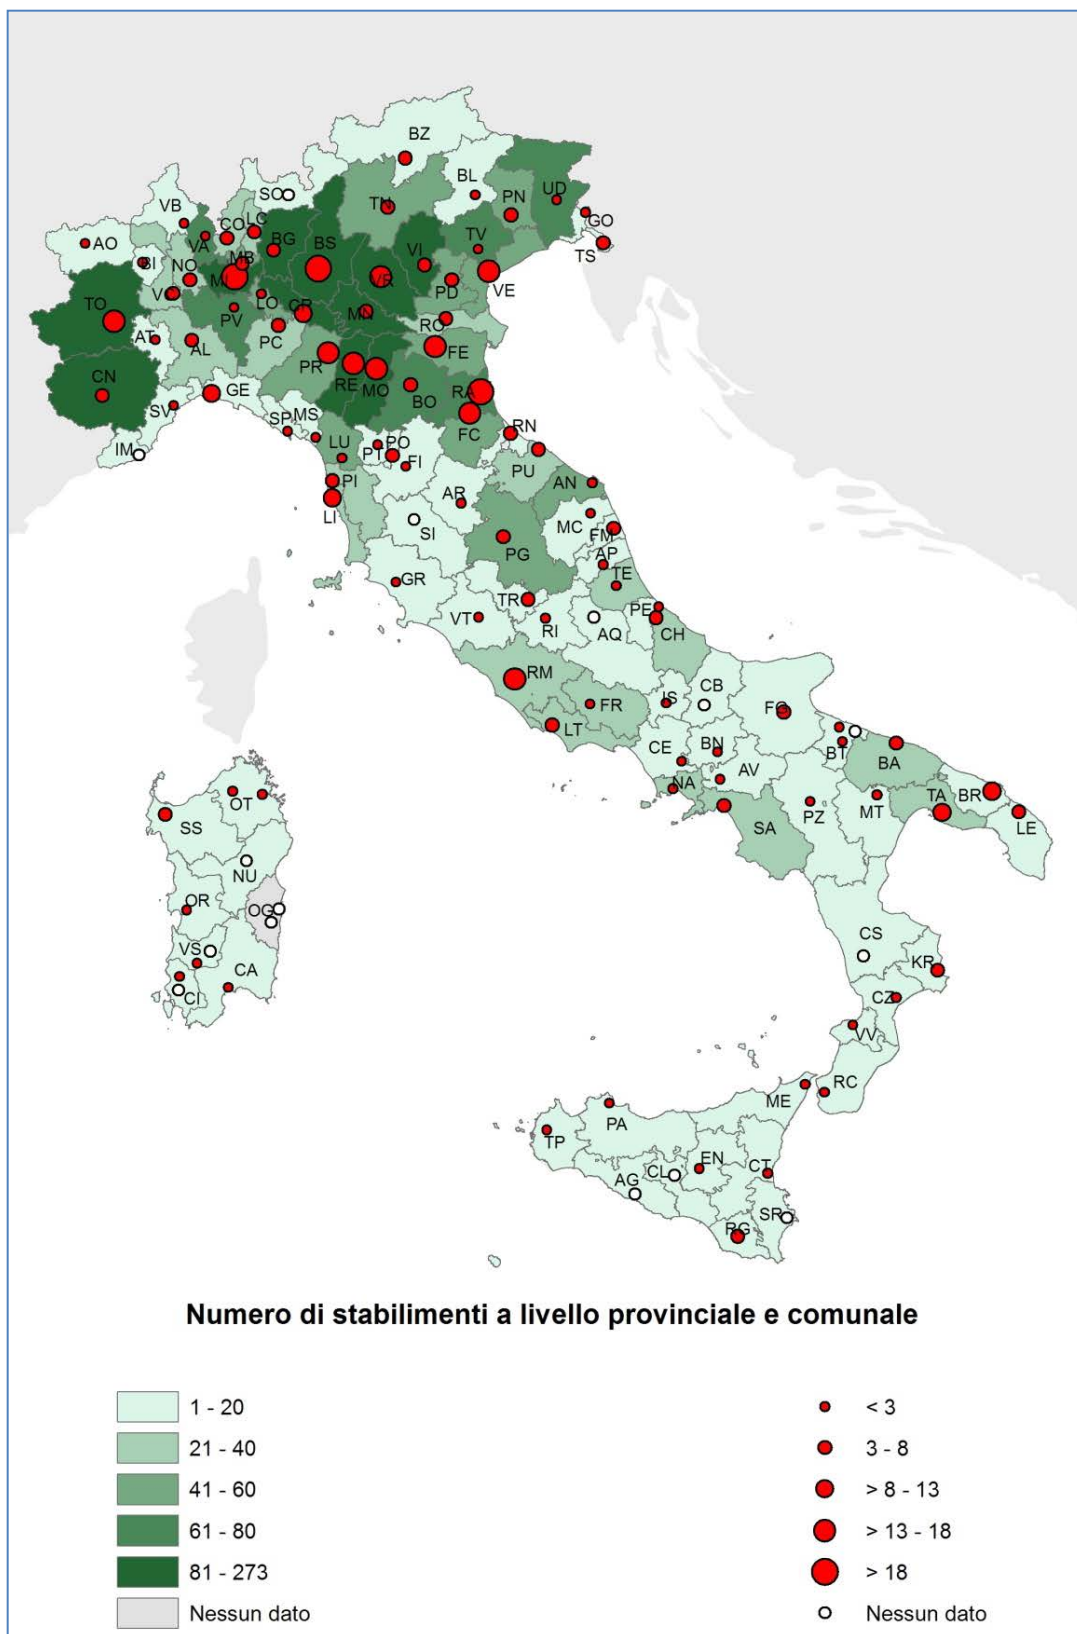 BZ
BL
PN
UD
SO
TN
GO
VB
CO
LC
TV
TS
AO
VA
BG
BS
VI
BI
NO
MB
MI
VR
PD
VE
TO
VC
LO
CR
MN
PV
RO
AT
AL
PC
FE
PR
CN
RE
MO
GE
BO
RA
SV
SP
MS
FC
RN
IM
LU
PT
PO
FI
PU
PI
AR
AN
LI
SI
MC
FM
PG
AP
GR
TE
TR
PE
VT
RI
AQ
CH
RM
CB
FR
IS
FG
LT
CE
BN
BT
BA
NA
AV
OT
SS
SA
PZ
MT
TA
BR
LE
NU
OR
OG
VS
CS
CA
CI
KR
CZ
VV
ME
RC
PA
TP
EN
CL
CT
AG
SR
RG
Numero di stabilimenti a livello provinciale e comunale
1 - 20
< 3
21 - 40
3 - 8
41 - 60
> 8 - 13
61 - 80
> 13 - 18
81 - 273
> 18
Nessun dato
Nessun dato